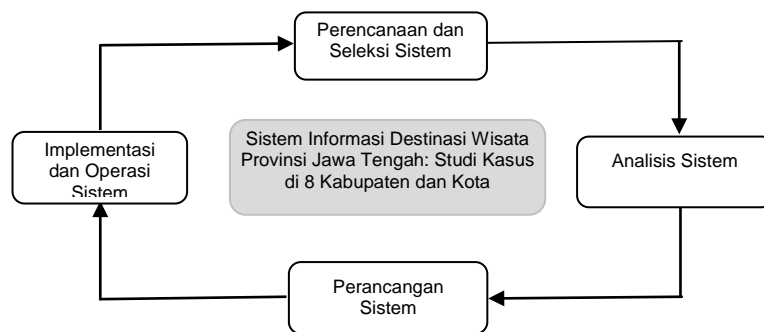 Perencanaan dan
Seleksi Sistem
Implementasi
dan Operasi
Sistem
Sistem Informasi Destinasi Wisata
Provinsi Jawa Tengah: Studi Kasus
di 8 Kabupaten dan Kota
Analisis Sistem
Perancangan
Sistem